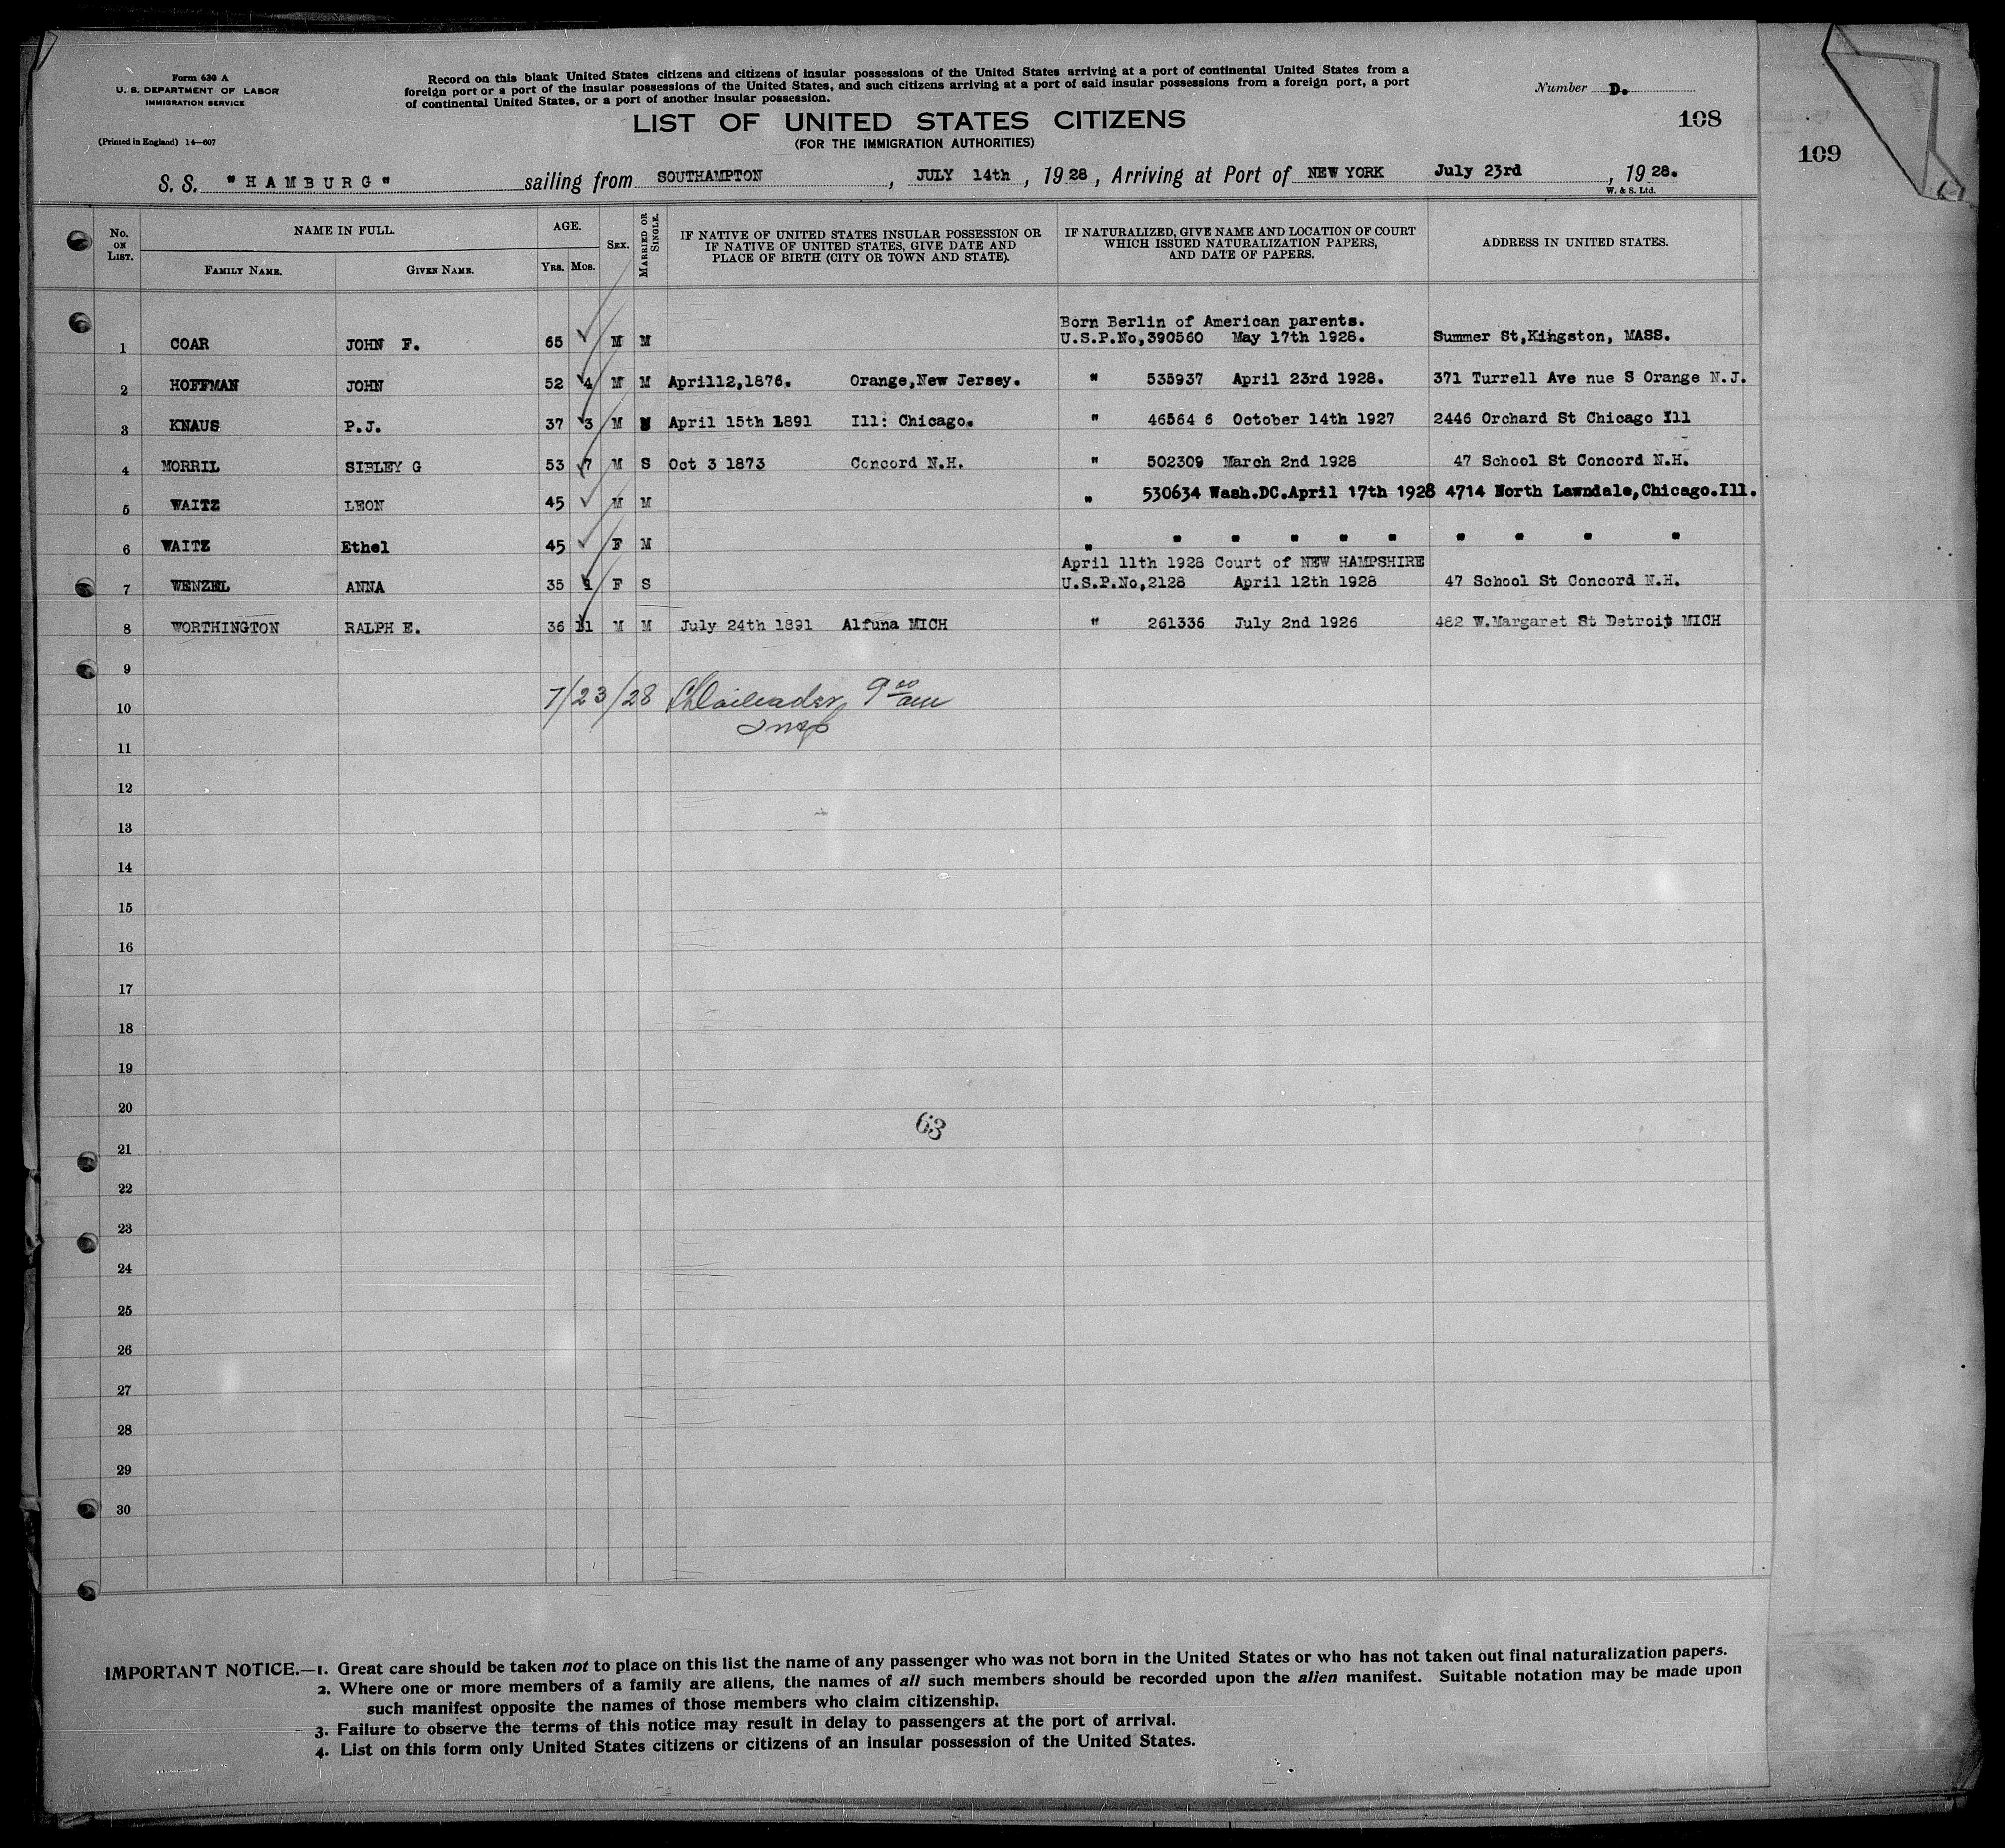 Form 630 A
U. S. DEPARTMENT OF LABOR
IMMIGRATION SERVICE
(Printed in England) 14—607
Record on this blank United States citizens and citizens of insular possessions of the United States arriving at a port of continental United States from a
foreign port or a port of the insular possessions of the United States, and such citizens arriving at a port of said insular possessions from a foreign port, a port
of continental United States, or a port of another insular possession.
Number D.
108
109
LIST OF UNITED STATES CITIZENS
(FOR THE IMMIGRATION AUTHORITIES)
S. S. "HAMBURG" sailing from SOUTHAMPTON, JULY 14th, 1928, Arriving at Port of NEW YORK July 23rd, 1928.
W. & S. Ltd.
No. ON LIST. NAME IN FULL. AGE. SEX. MARRIED OR SINGLE. IF NATIVE OF UNITED STATES INSULAR POSSESSION OR IF NATIVE OF UNITED STATES, GIVE DATE AND PLACE OF BIRTH (CITY OR TOWN AND STATE). IF NATURALIZED, GIVE NAME AND LOCATION OF COURT WHICH ISSUED NATURALIZATION PAPERS, AND DATE OF PAPERS. ADDRESS IN UNITED STATES.
FAMILY NAME. GIVEN NAME. YRS. MOS.
Born Berlin of American parents.
1 COAR JOHN F. 65 M M U.S.P.No,390560 May 17th 1928. Summer St,Kingston, MASS.
2 HOFFMAN JOHN 52 4 M M April12,1876. Orange,New Jersey. " 535937 April 23rd 1928. 371 Turrell Ave nue S Orange N.J.
3 KNAUS P.J. 37 3 M April 15th 1891 Ill: Chicago. " 46564 6 October 14th 1927 2446 Orchard St Chicago Ill
4 MORRIL SIBLEY G 53 7 M S Oct 3 1873 Concord N.H. " 502309 March 2nd 1928 47 School St Concord N.H.
5 WAITZ LEON 45 M M " 530634 Wash.DC.April 17th 1928 4714 North Lawndale,Chicago.Ill.
6 WAITZ Ethel 45 F M " " " " " " " " " "
April 11th 1928 Court of NEW HAMPSHIRE
7 WENZEL ANNA 35 1 F S U.S.P.No,2128 April 12th 1928 47 School St Concord N.H.
8 WORTHINGTON RALPH E. 36 11 M M July 24th 1891 Alfuna MICH " 261336 July 2nd 1926 482 W.Margaret St Detroit MICH
9
10 7/23/28 9 00 am
Insp
11
12
13
14
15
16
17
18
19
20
63
21
22
23
24
25
26
27
28
29
30
IMPORTANT NOTICE.—1. Great care should be taken not to place on this list the name of any passenger who was not born in the United States or who has not taken out final naturalization papers.
2. Where one or more members of a family are aliens, the names of all such members should be recorded upon the alien manifest. Suitable notation may be made upon
such manifest opposite the names of those members who claim citizenship.
3. Failure to observe the terms of this notice may result in delay to passengers at the port of arrival.
4. List on this form only United States citizens or citizens of an insular possession of the United States.